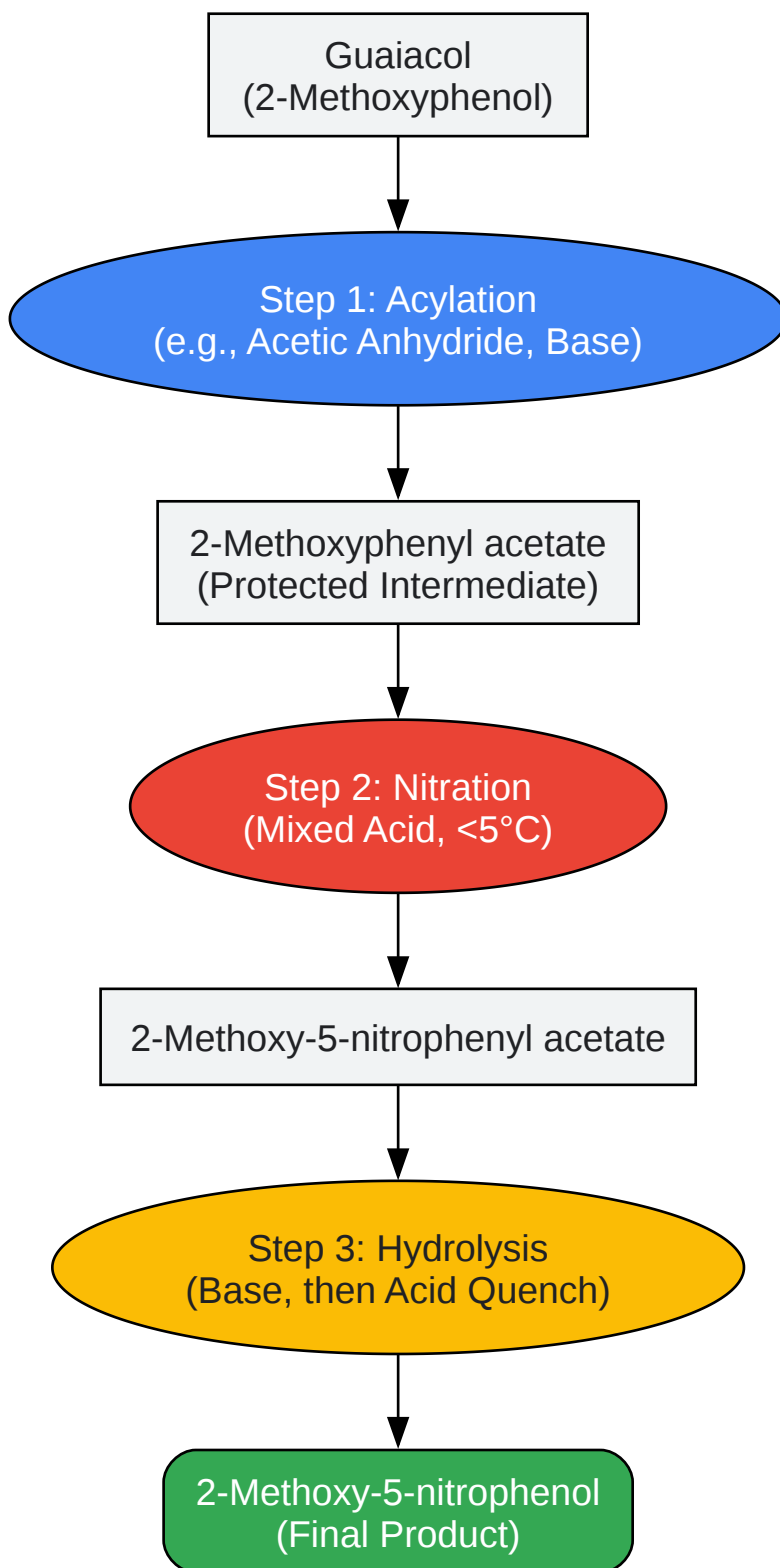 Guaiacol
(2-Methoxyphenol)
Step 1: Acylation
(e.g., Acetic Anhydride, Base)
2-Methoxyphenyl acetate
(Protected Intermediate)
Step 2: Nitration
(Mixed Acid, <5°C)
2-Methoxy-5-nitrophenyl acetate
Step 3: Hydrolysis
(Base, then Acid Quench)
2-Methoxy-5-nitrophenol
(Final Product)